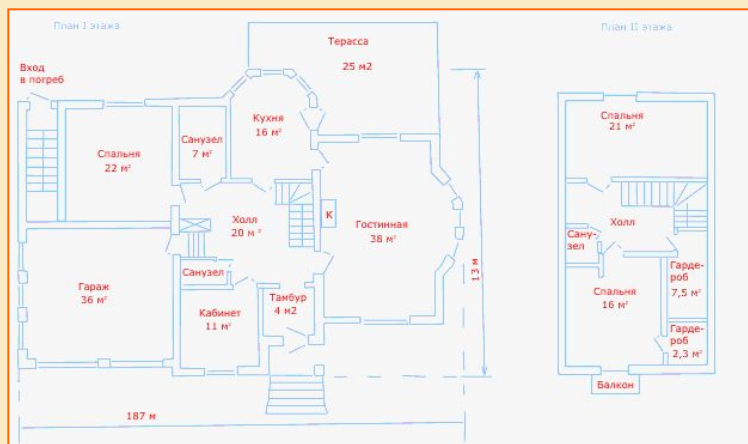 План I этажа
План II этажа
Терасса
25 м2
Вход
в погреб
Кухня
16 м²
Спальня
22 м²
Санузел
7 м²
Холл
20 м²
К
Гостинная
38 м²
13 м
Гараж
36 м²
Санузел
Кабинет
11 м²
Тамбур
4 м2
187 м
Спальня
21 м²
Холл
Сану-
зел
Спальня
16 м²
Гарде-
роб
7,5 м²
Гарде-
роб
2,3 м²
Балкон